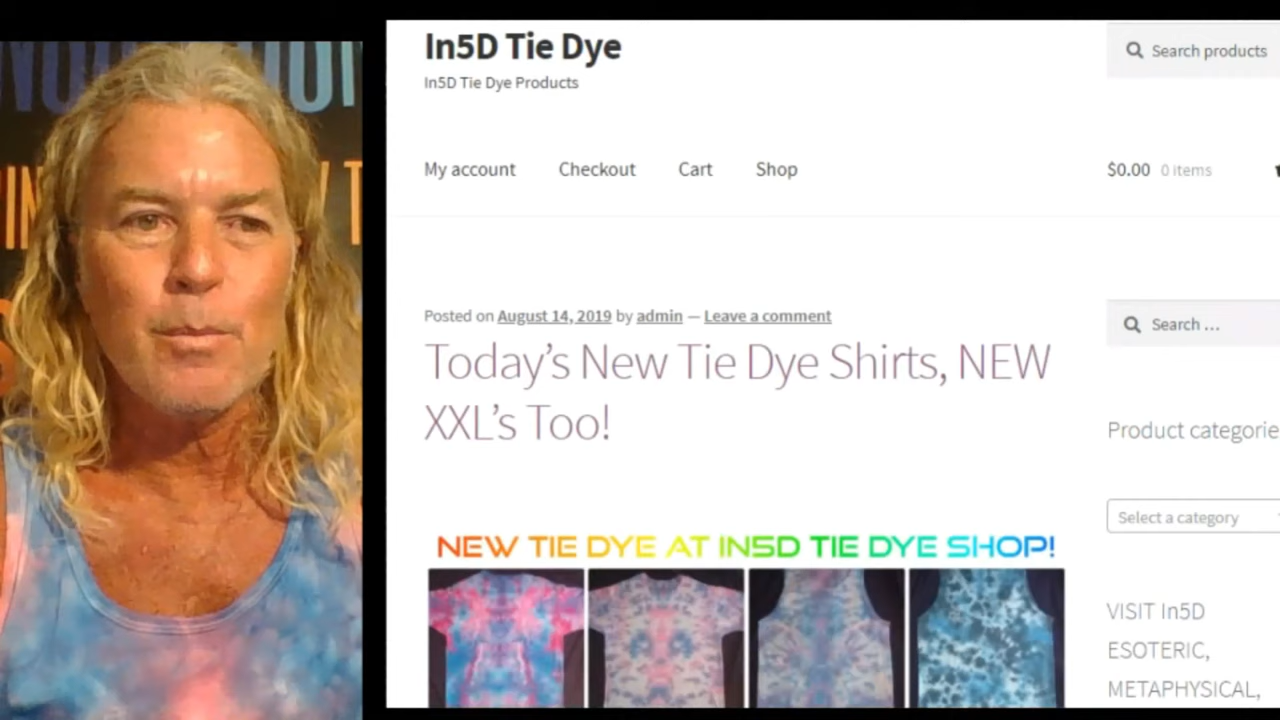 In5D Tie Dye
In5D Tie Dye Products
Search products
My account
Checkout
Cart
Shop
$0.00 0 items
Posted on August 14, 2019 by admin — Leave a comment
Today’s New Tie Dye Shirts, NEW
XXL’s Too!
NEW TIE DYE AT IN5D TIE DYE SHOP!
Search …
Product categorie
Select a category
VISIT In5D
ESOTERIC,
METAPHYSICAL,